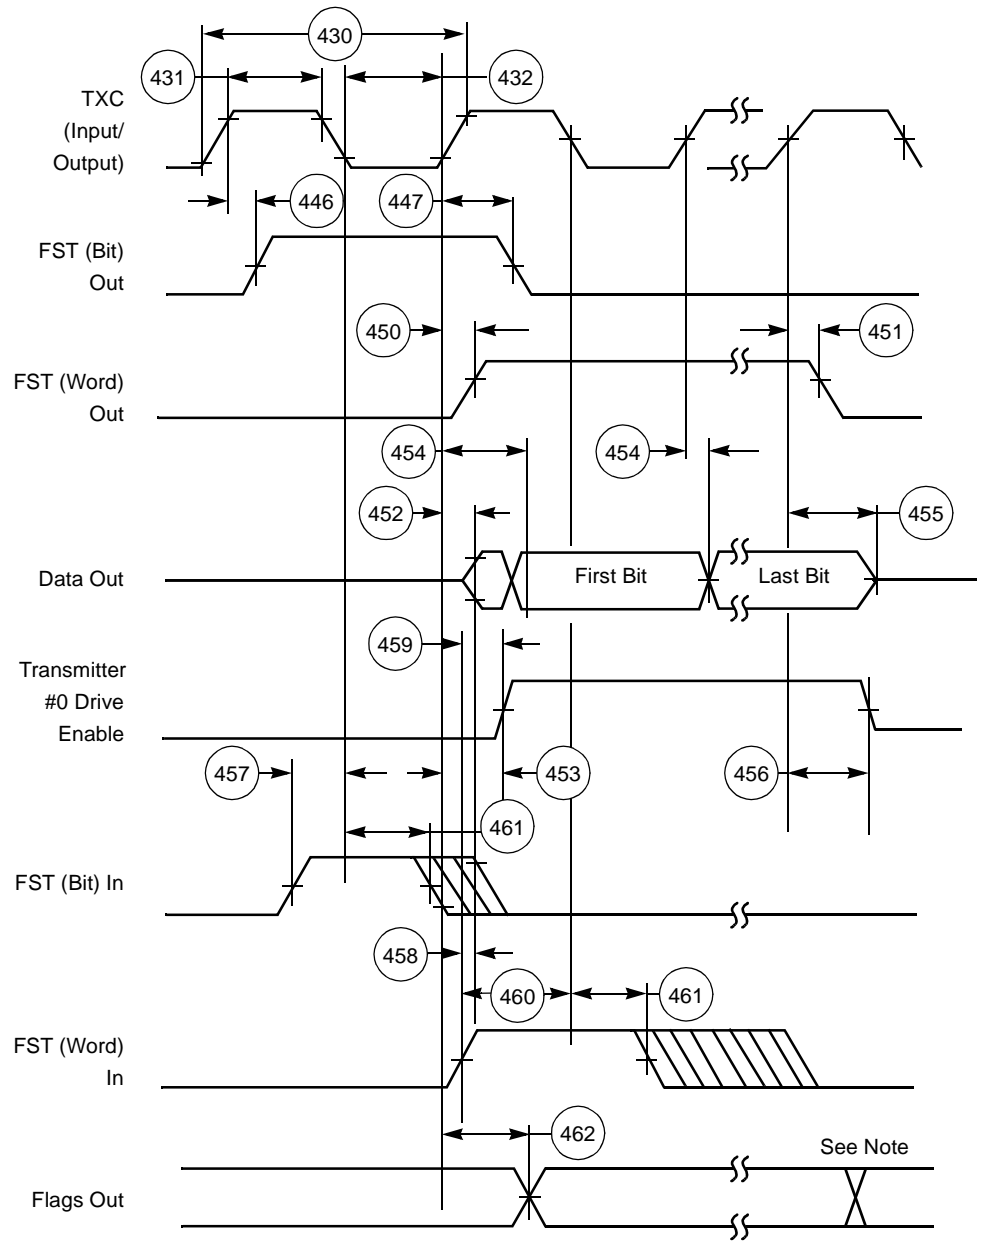 430
431
432
TXC
(Input/
Output)
446
447
FST (Bit)
Out
450
451
FST (Word)
Out
454
454
452
455
Data Out
First Bit
Last Bit
459
Transmitter
#0 Drive
Enable
457
453
456
461
FST (Bit) In
458
460
461
FST (Word)
In
462
See Note
Flags Out